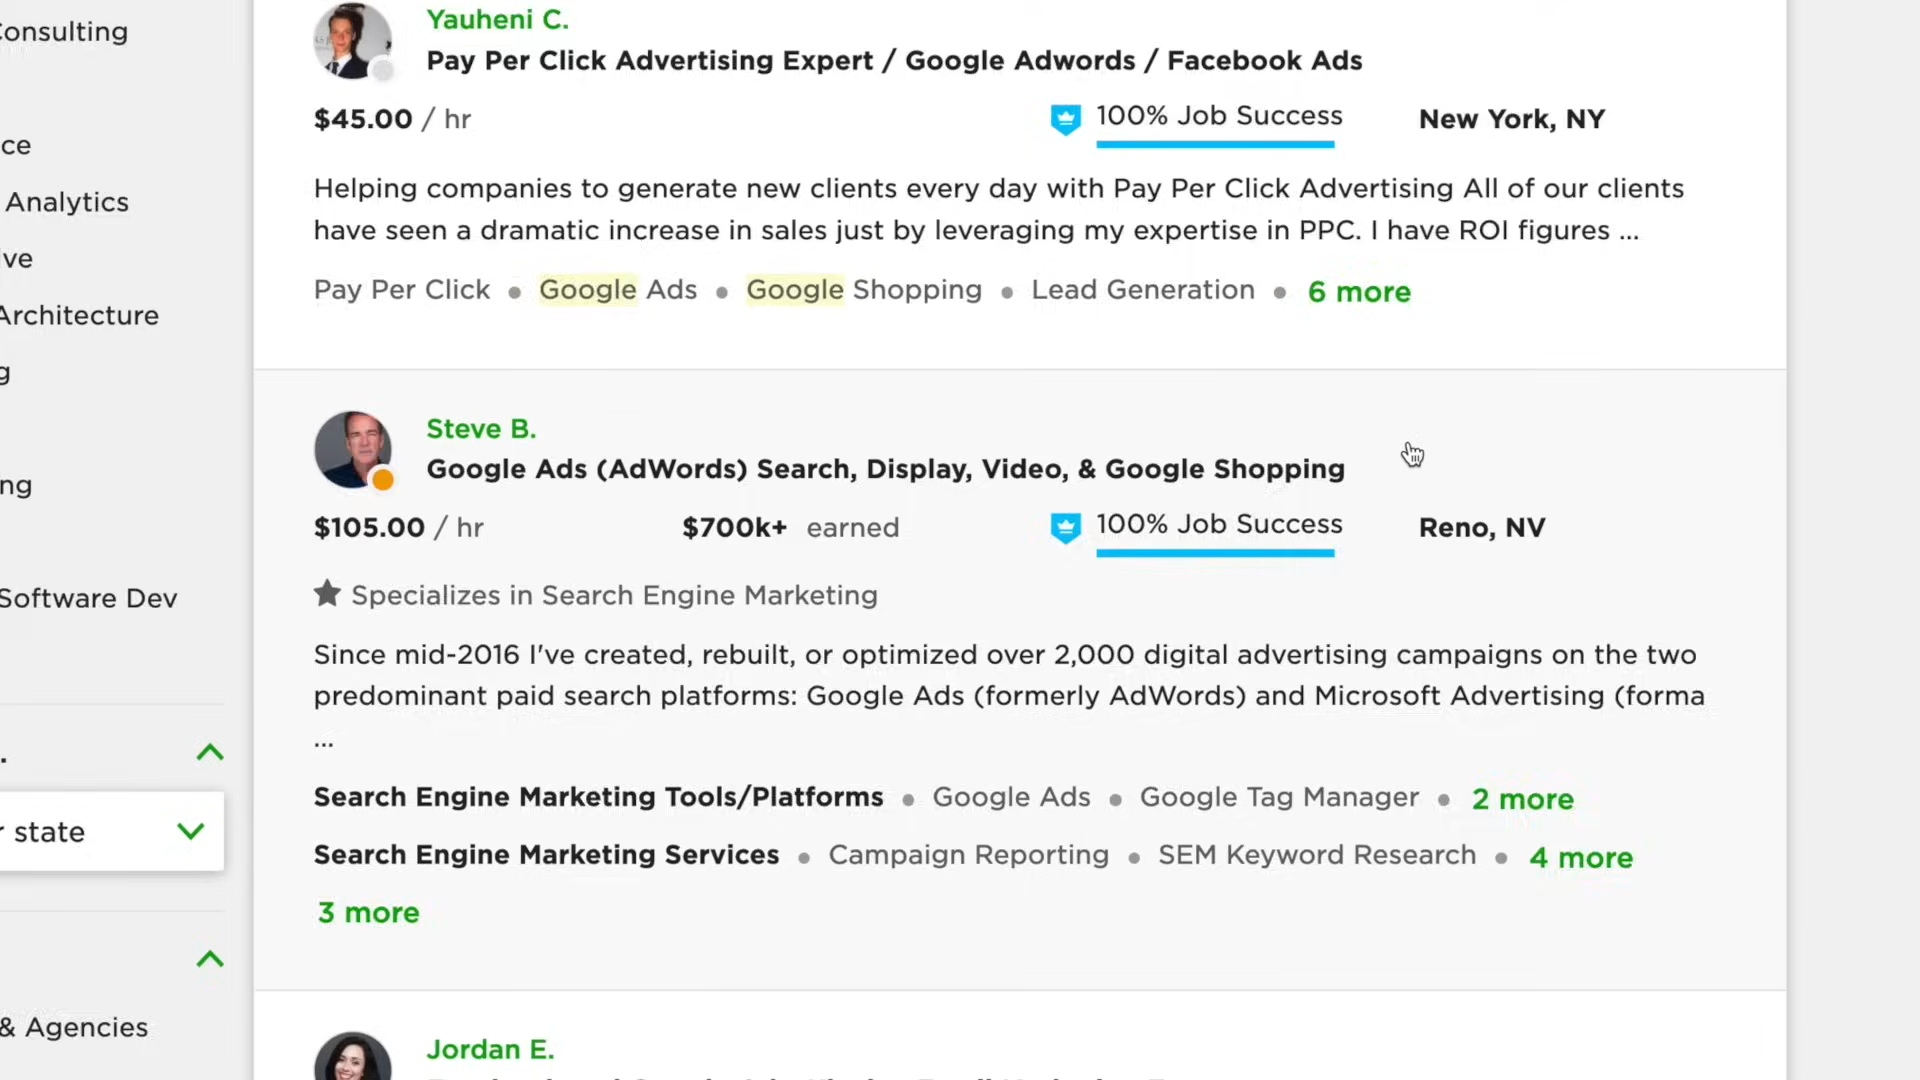 Consulting
ce
Analytics
ve
Architecture
g
ng
Software Dev
.
r state
& Agencies
Yauheni C.
Pay Per Click Advertising Expert / Google Adwords / Facebook Ads
$45.00 / hr 100% Job Success New York, NY
Helping companies to generate new clients every day with Pay Per Click Advertising All of our clients
have seen a dramatic increase in sales just by leveraging my expertise in PPC. I have ROI figures ...
Pay Per Click • Google Ads • Google Shopping • Lead Generation • 6 more
Steve B.
Google Ads (AdWords) Search, Display, Video, & Google Shopping
$105.00 / hr $700k+ earned 100% Job Success Reno, NV
Specializes in Search Engine Marketing
Since mid-2016 I've created, rebuilt, or optimized over 2,000 digital advertising campaigns on the two
predominant paid search platforms: Google Ads (formerly AdWords) and Microsoft Advertising (forma
...
Search Engine Marketing Tools/Platforms • Google Ads • Google Tag Manager • 2 more
Search Engine Marketing Services • Campaign Reporting • SEM Keyword Research • 4 more
3 more
Jordan E.